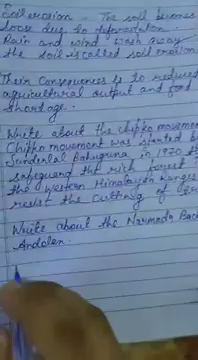 Soil erosion - The soil becomes
loose due to deforestation
Rain and wind wash away
the soil is called soil erosion
Their consequences is to reduced
agricultural output and food
shortage.
Write about the chipko movement
Chipko movement was started by
Sunderlal Bahuguna in 1970 to
safeguard the rich forest
the western Himalayan ranges
resist the cutting of
Write about the Narmada Bac
Andolen.